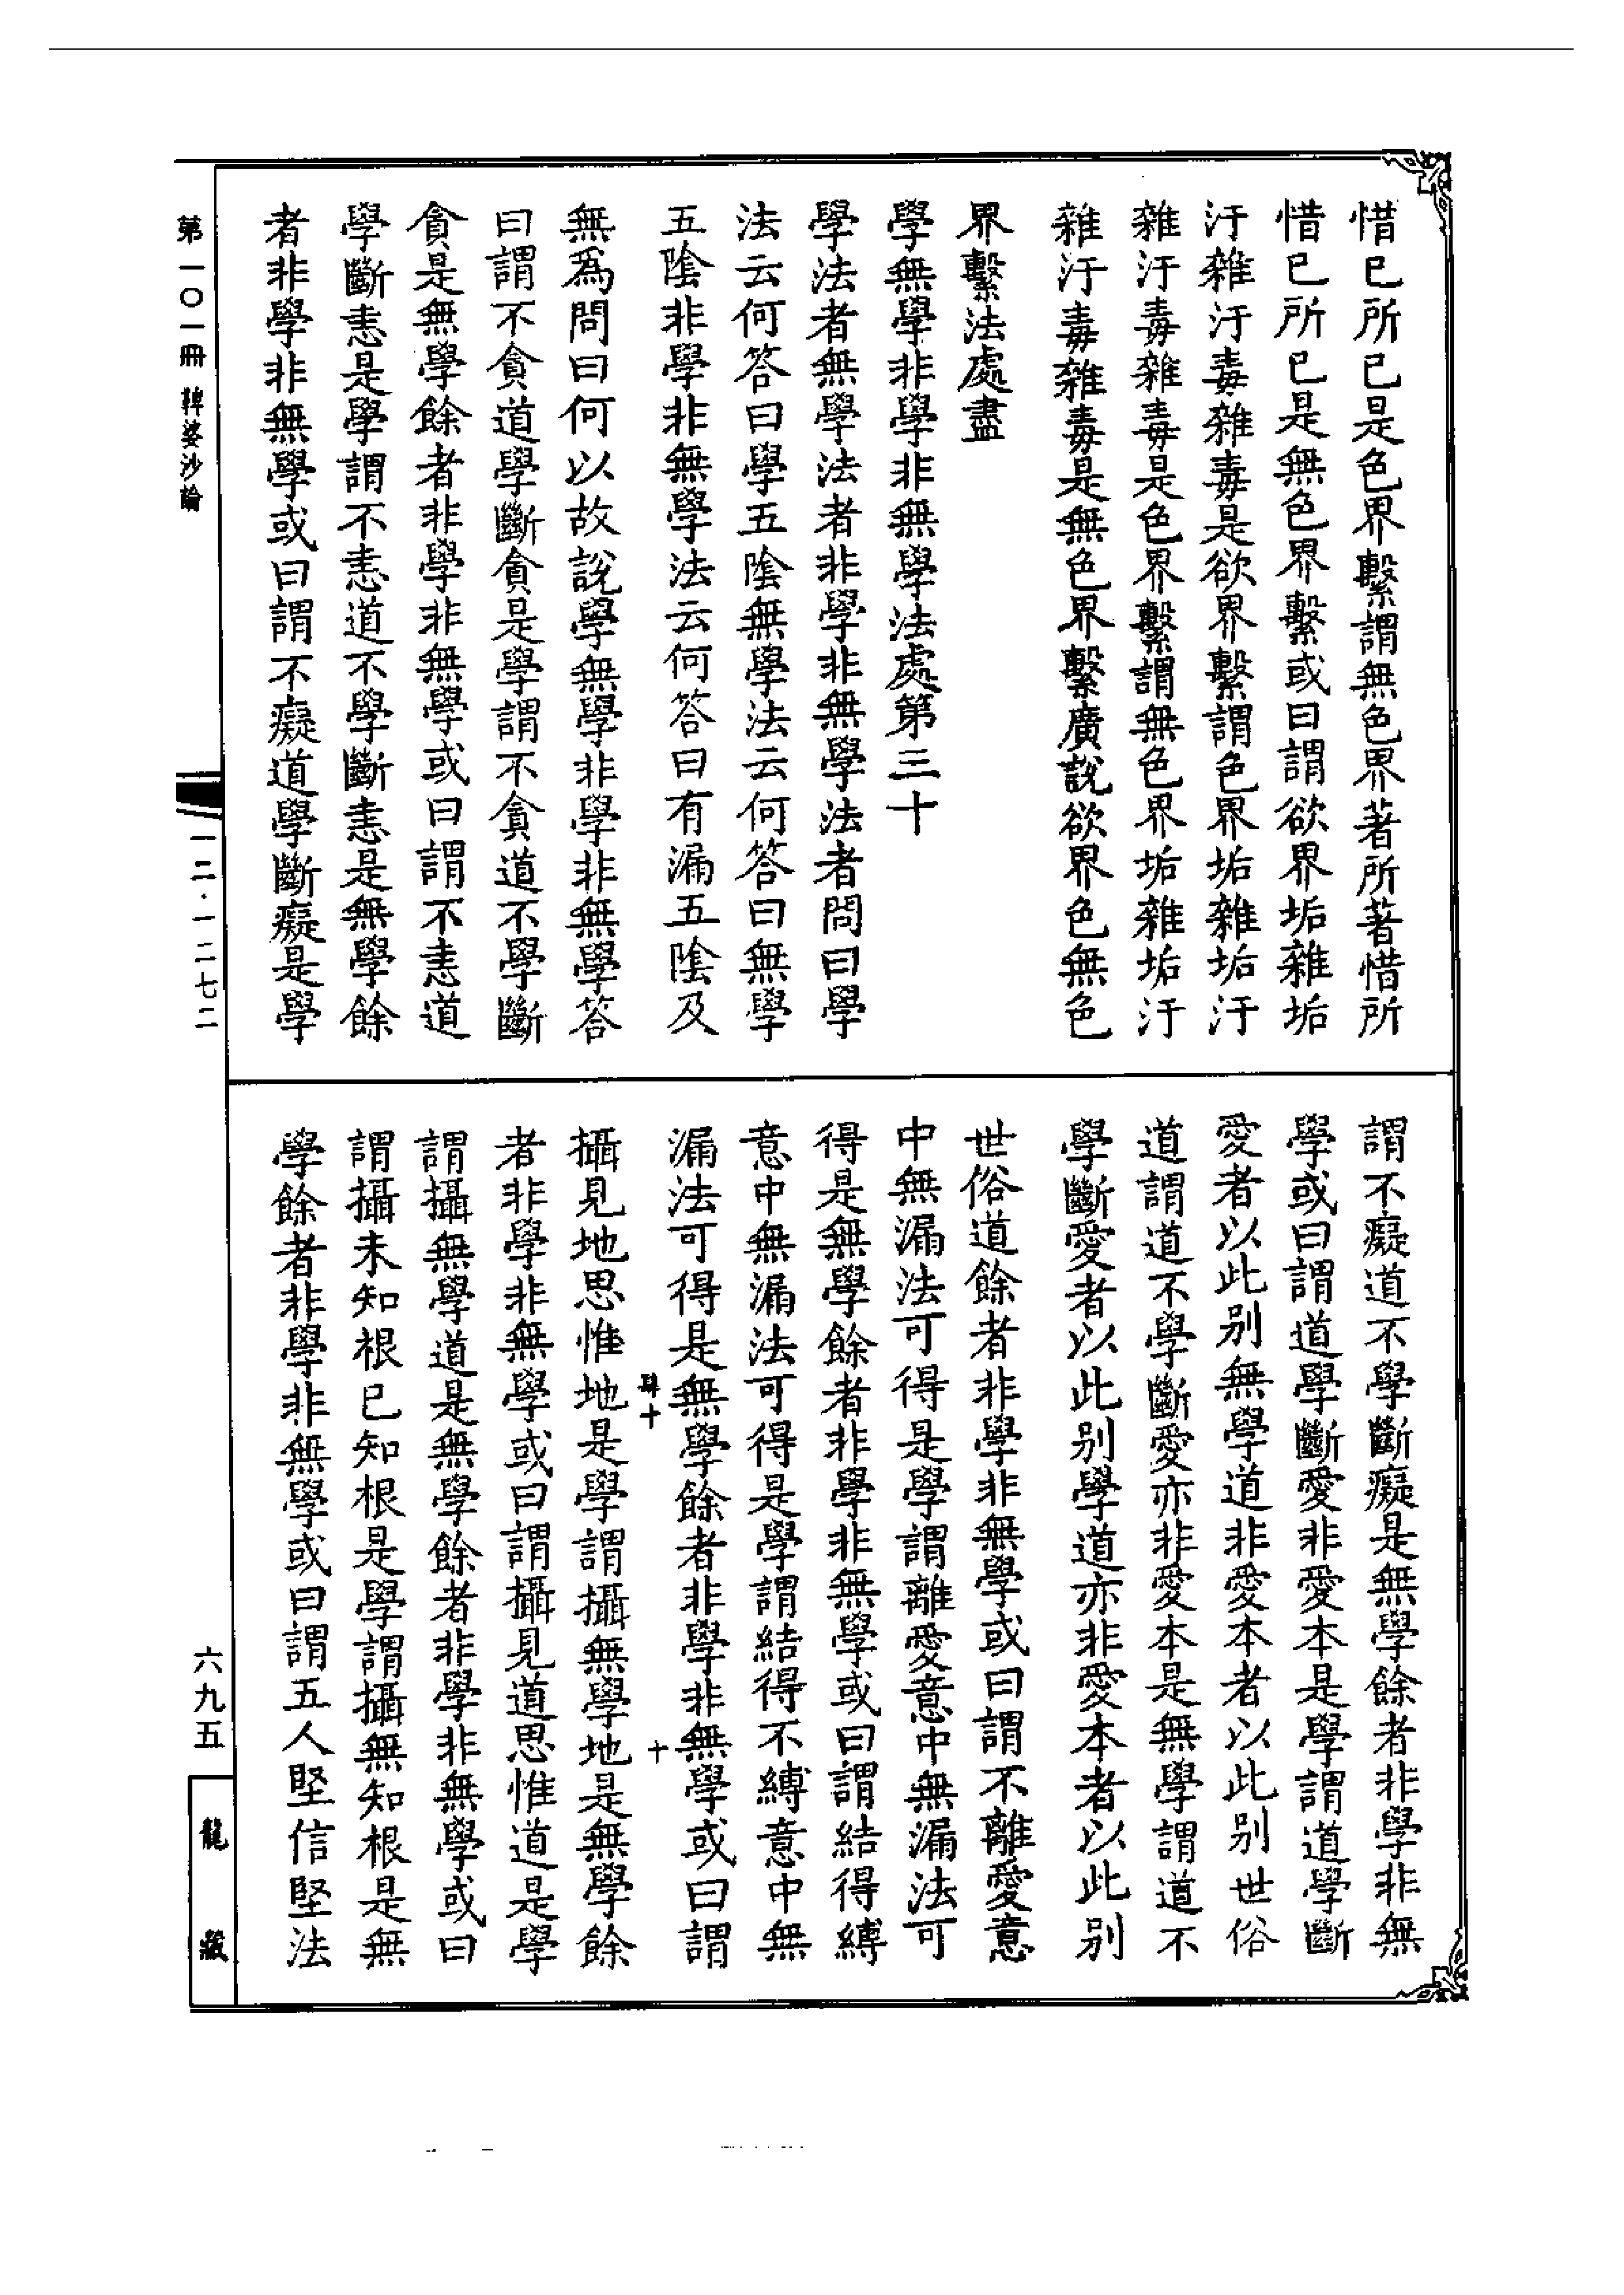 惜已所已是色界繫謂無色界著所著惜所
惜已所已是無色界繫或曰謂欲界垢雜垢
汙雜汙毒雜毒是欲界繫謂色界垢雜垢汙
雜汙毒雜毒是色界繫謂無色界垢雜垢汙
雜汙毒雜毒是無色界繫廣說欲界色無色
界繫法處盡
學無學非學非無學法處第三十
學法者無學法者非學非無學法者問曰學
法云何答曰學五陰無學法云何答曰無學
五陰非學非無學法云何答曰有漏五陰及
無為問曰何以故說學無學非學非無學答
曰謂不貪道學斷貪是學謂不貪道不學斷
貪是無學餘者非學非無學或曰謂不恚道
學斷恚是學謂不恚道不學斷恚是無學餘
者非學非無學或曰謂不癡道學斷癡是學
謂不癡道不學斷癡是無學餘者非學非無
學或曰謂道學斷愛非愛本是學謂道學斷
愛者以此別無學道非愛本者以此別世俗
道謂道不學斷愛亦非愛本是無學謂道不
學斷愛者以此別學道亦非愛本者以此別
世俗道餘者非學非無學或曰謂不離愛意
中無漏法可得是學謂離愛意中無漏法可
得是無學餘者非學非無學或曰謂結得縛
意中無漏法可得是學謂結得不縛意中無
漏法可得是無學餘者非學非無學或曰謂
肆十
十
攝見地思惟地是學謂攝無學地是無學餘
者非學非無學或曰謂攝見道思惟道是學
謂攝無學道是無學餘者非學非無學或曰
謂攝未知根已知根是學謂攝無知根是無
學餘者非學非無學或曰謂五人堅信堅法
第一〇一冊 鞞婆沙論
一二·一二七二
六九五
龍藏